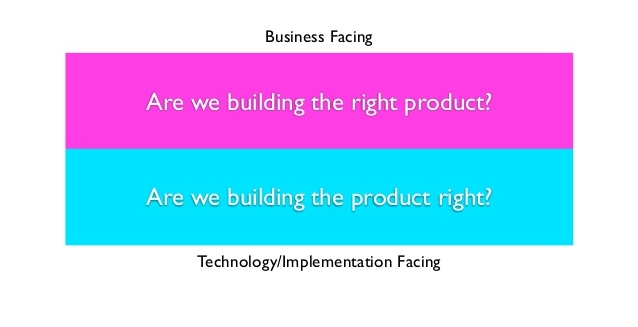 Business Facing
Are we building the right product?
Are we building the product right?
Technology/Implementation Facing